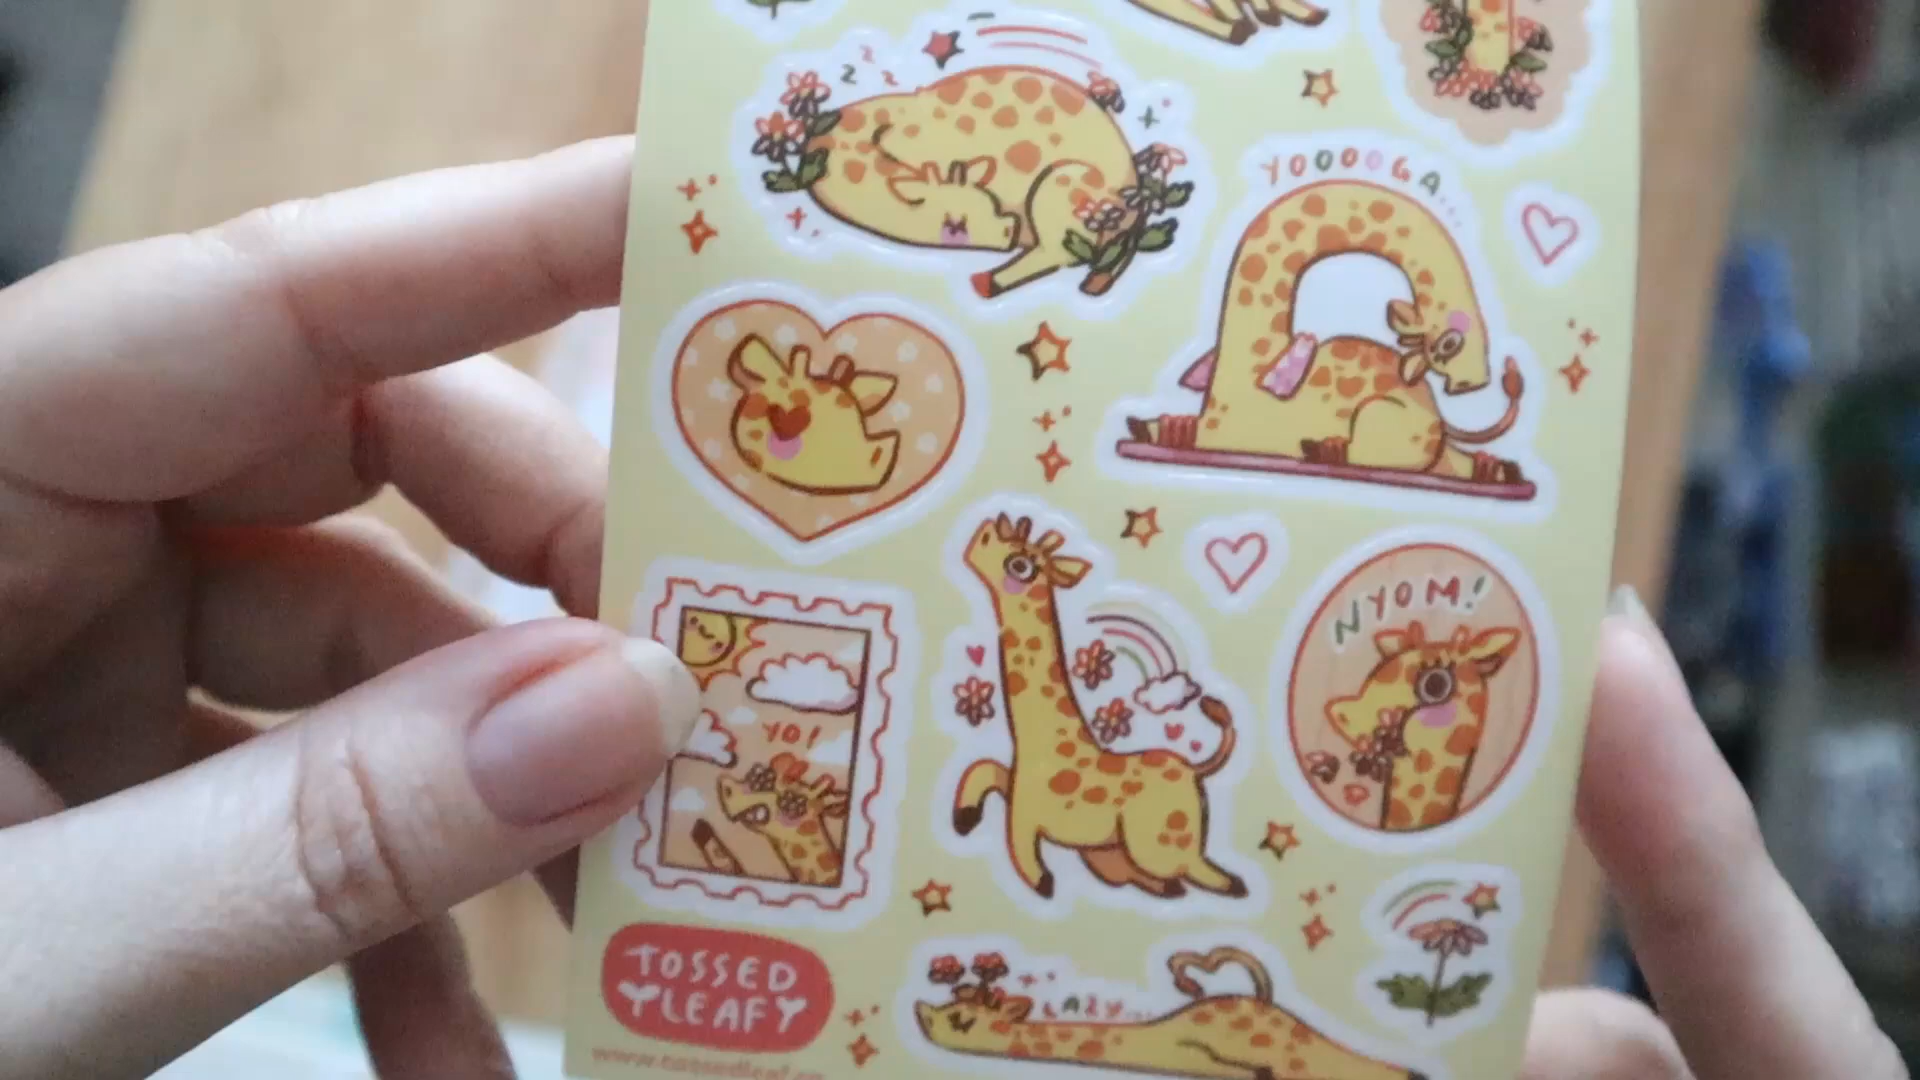 z z z
YOOOOGA...
NYOM!
YO!
TOSSED
LEAFY
LAZY...